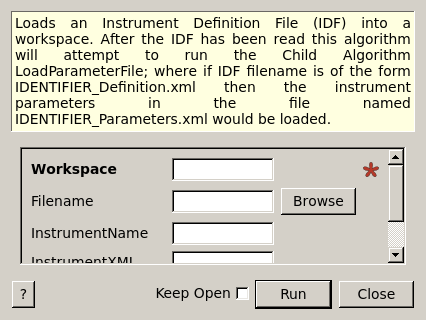 Loads an Instrument Definition File (IDF) into a
workspace. After the IDF has been read this algorithm
will attempt to run the Child Algorithm
LoadParameterFile; where if IDF filename is of the form
IDENTIFIER_Definition.xml then the instrument
parameters in the file named
IDENTIFIER_Parameters.xml would be loaded.
Workspace
Filename Browse
InstrumentName
InstrumentXML
? Keep Open Run Close